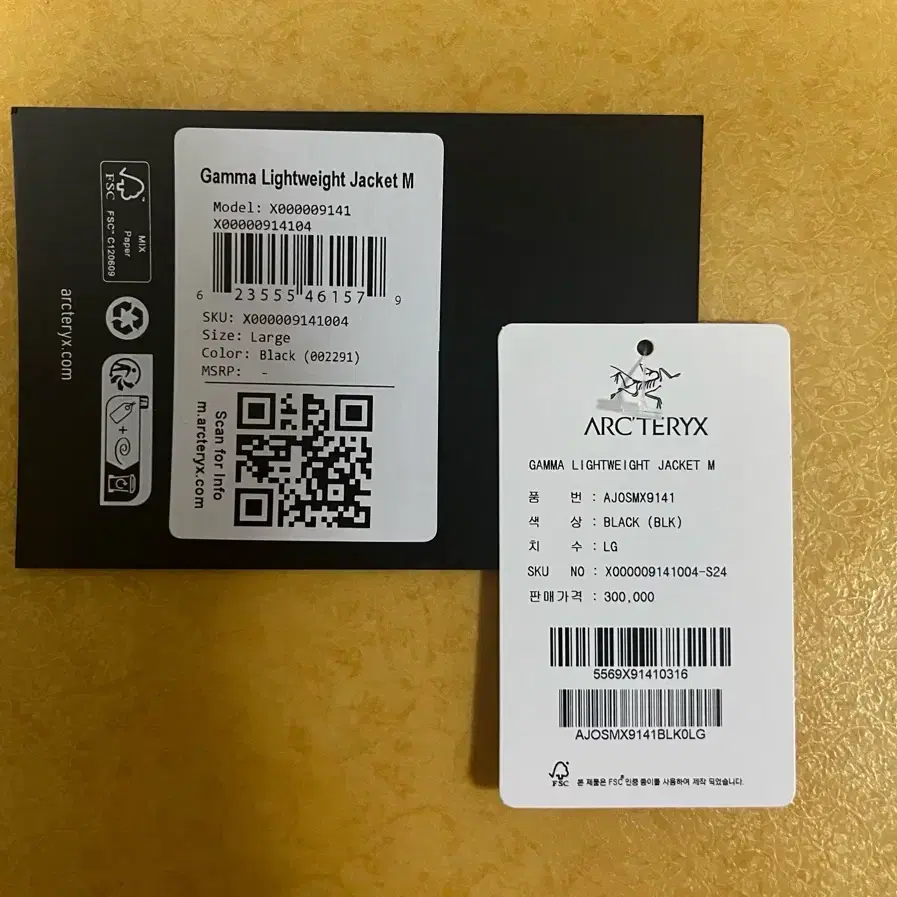 Gamma Lightweight Jacket M
Model: X000009141
X00000914104
6 23555 46157 9
SKU: X000009141004
Size: Large
Color: Black (002291)
MSRP: -
Scan for Info
m.arcteryx.com
FSC
FSC™ C120609
MIX
Paper
arcteryx.com
ARC'TERYX
GAMMA LIGHTWEIGHT JACKET M
품 번 : AJOSMX9141
색 상 : BLACK (BLK)
치 수 : LG
SKU NO : X000009141004-S24
판매가격 : 300,000
5569X91410316
AJOSMX9141BLK0LG
FSC
본 제품은 FSC® 인증 종이를 사용하여 제작 되었습니다.